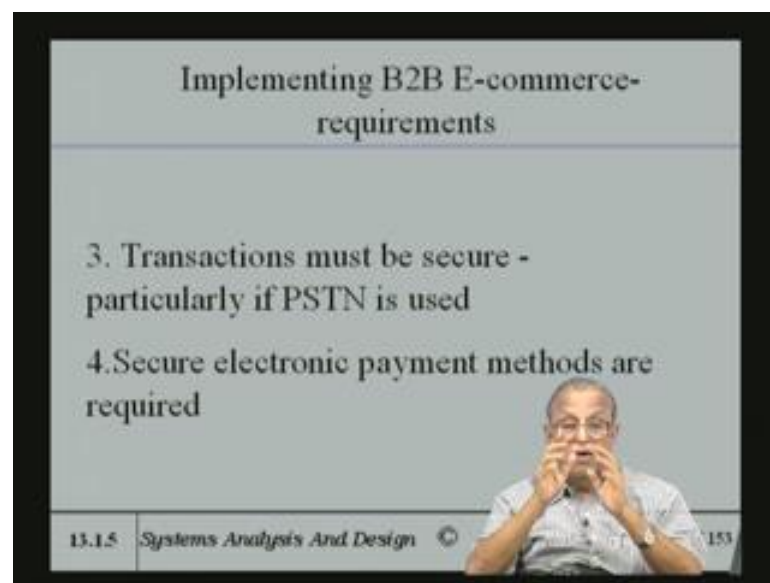 Implementing B2B E-commerce-
requirements
3. Transactions must be secure -
particularly if PSTN is used
4.Secure electronic payment methods are
required
13.1.5 Systems Analysis And Design © 153